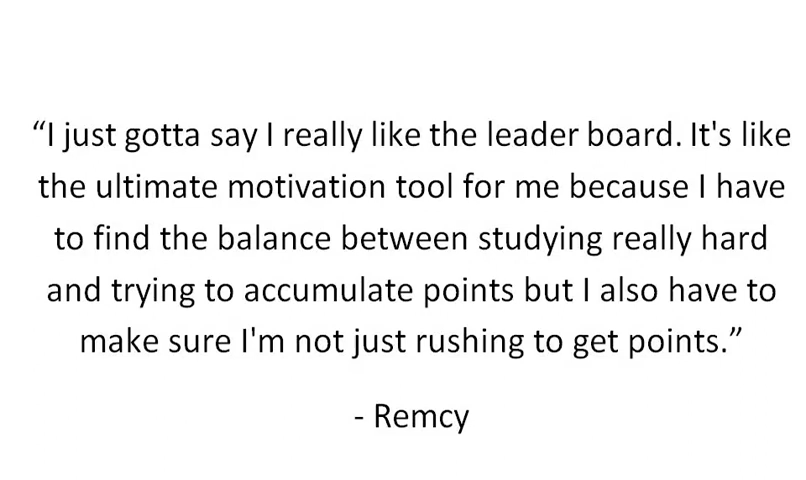 “I just gotta say I really like the leader board. It's like
the ultimate motivation tool for me because I have
to find the balance between studying really hard
and trying to accumulate points but I also have to
make sure I'm not just rushing to get points.”
- Remcy